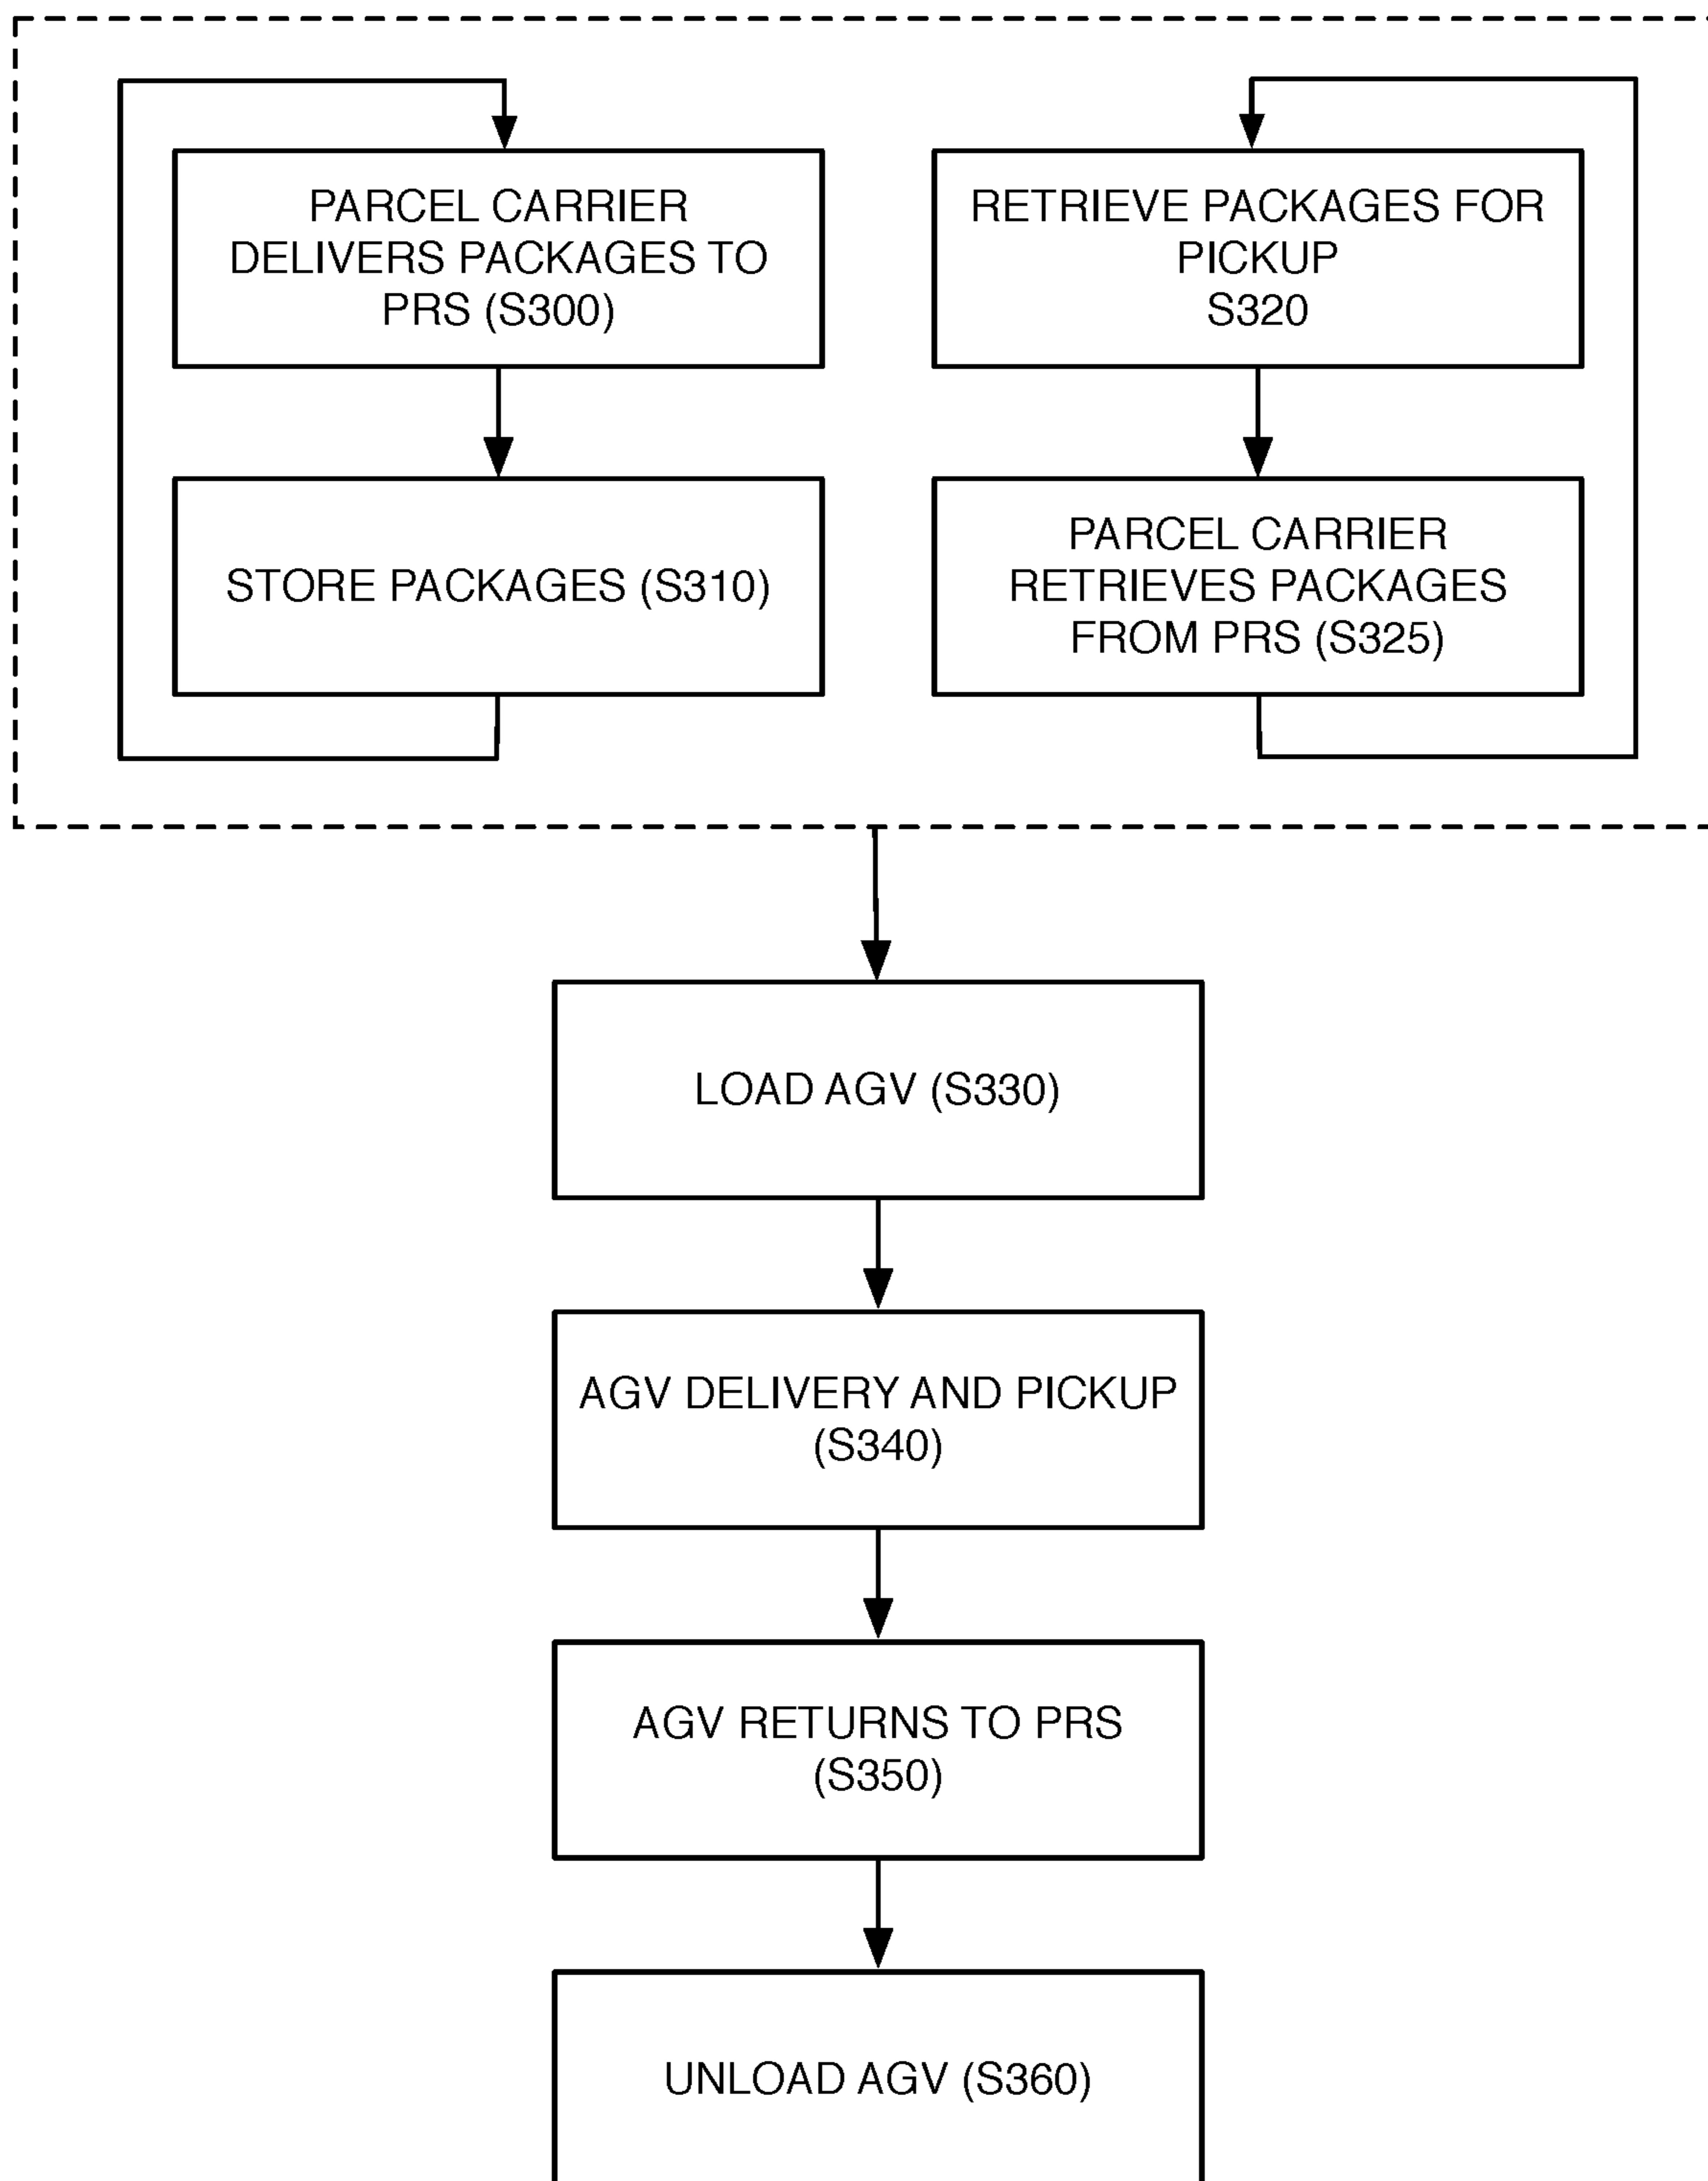 PARCEL CARRIER
DELIVERS PACKAGES TO
PRS (S300)
STORE PACKAGES (S310)
RETRIEVE PACKAGES FOR
PICKUP
S320
PARCEL CARRIER
RETRIEVES PACKAGES
FROM PRS (S325)
LOAD AGV (S330)
AGV DELIVERY AND PICKUP
(S340)
AGV RETURNS TO PRS
(S350)
UNLOAD AGV (S360)